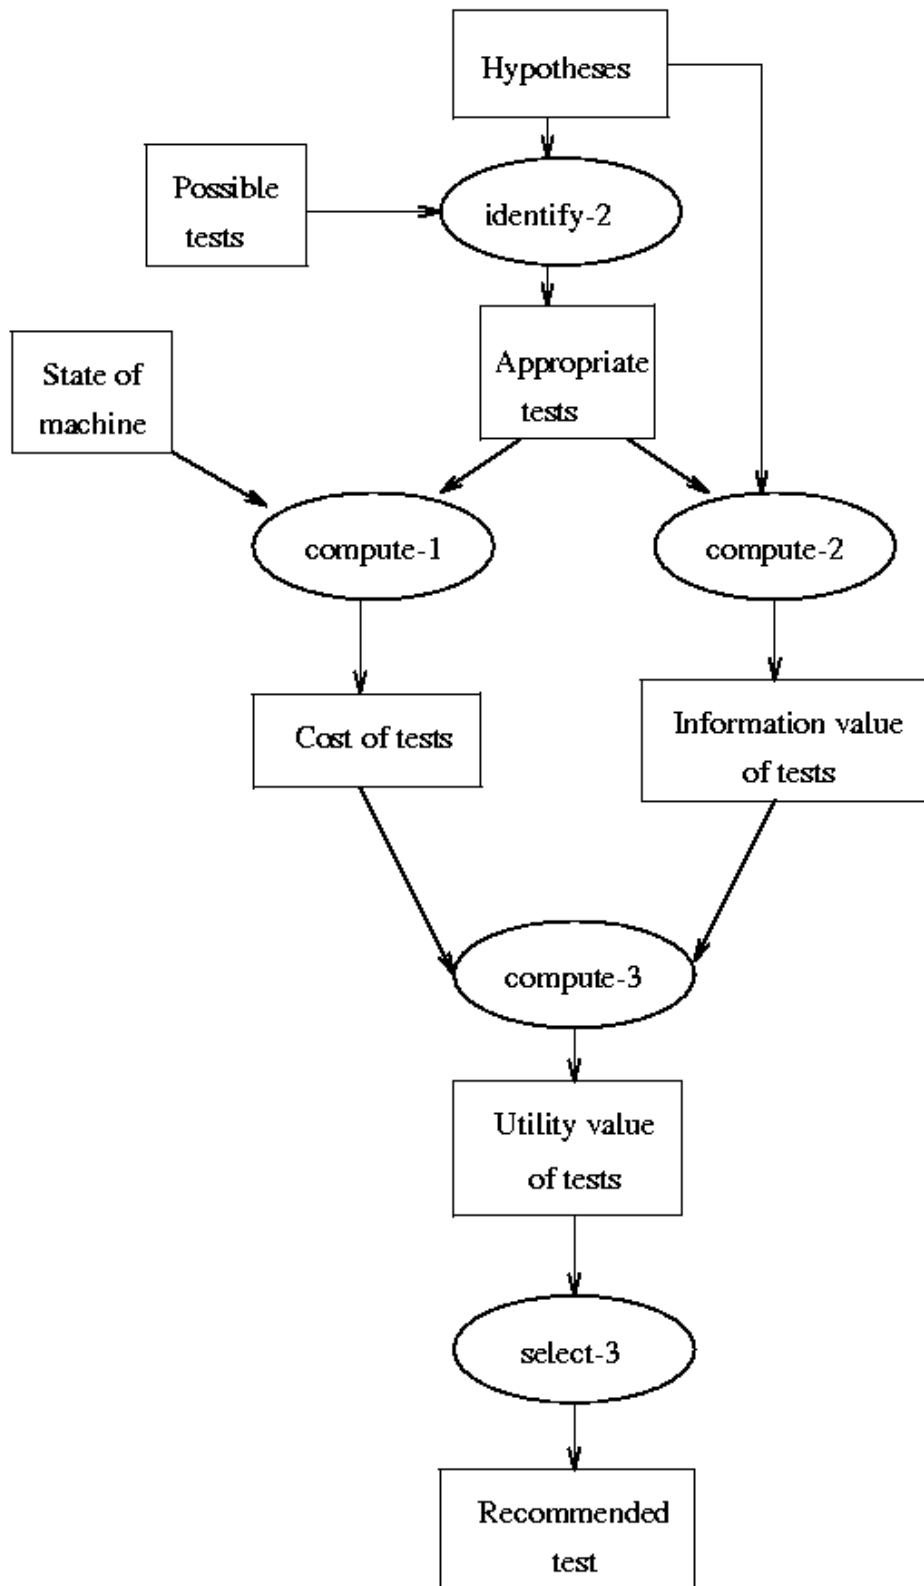 Hypotheses
Possible
tests
identify-2
State of
machine
Appropriate
tests
compute-1
compute-2
Cost of tests
Information value
of tests
compute-3
Utility value
of tests
select-3
Recommended
test